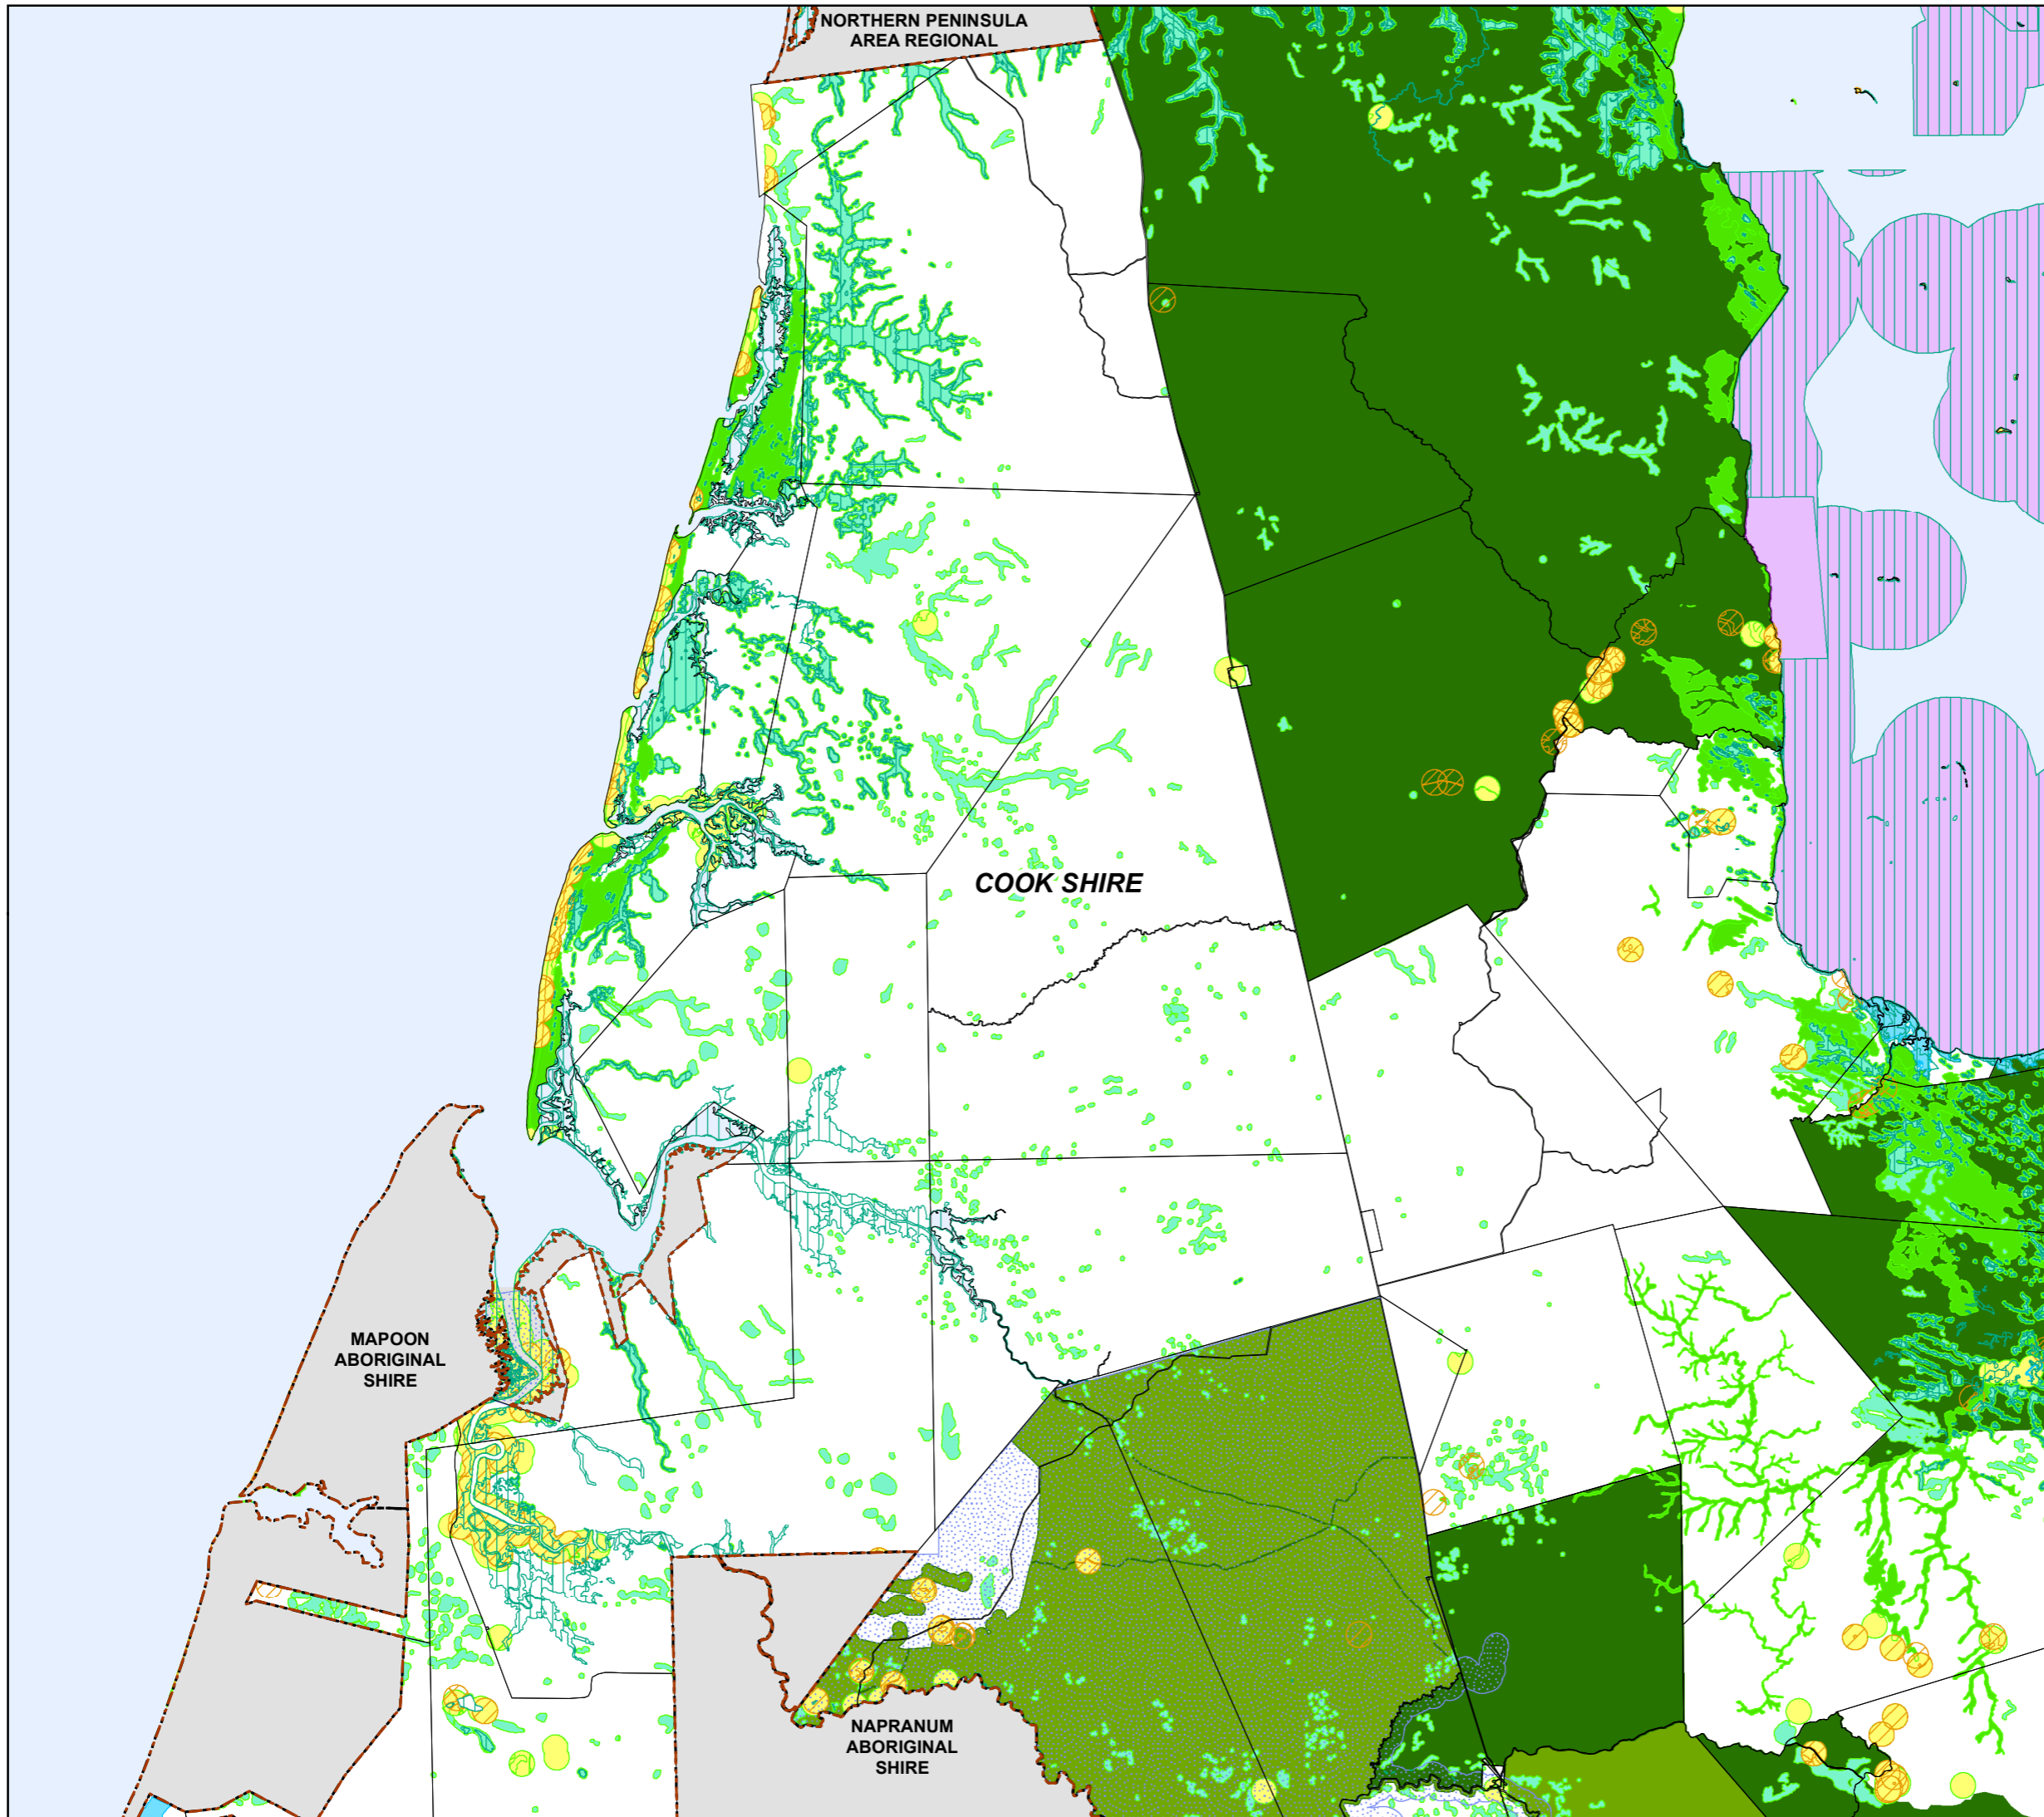 NORTHERN PENINSULA
AREA REGIONAL
COOK SHIRE
MAPOON
ABORIGINAL
SHIRE
NAPRANUM
ABORIGINAL
SHIRE